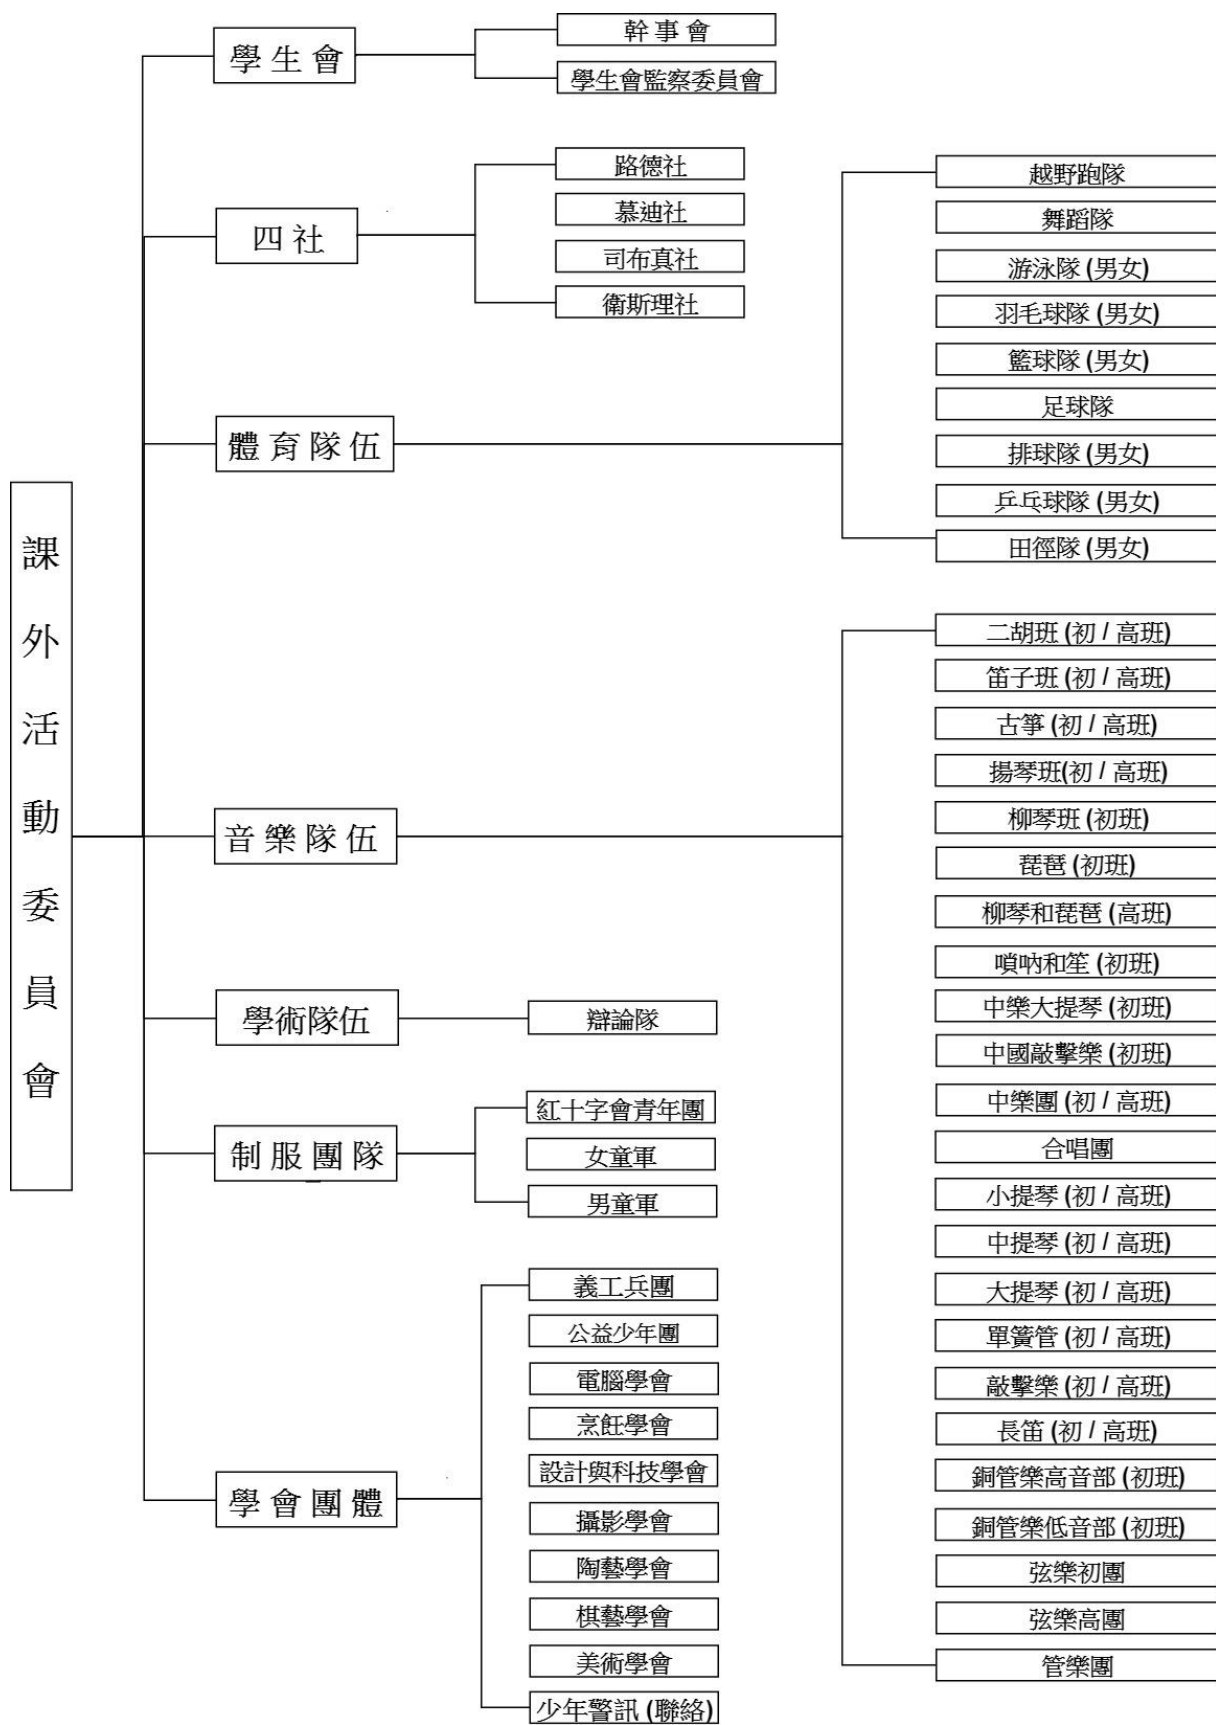 課外活動委員會
學生會
幹事會
學生會監察委員會
四社
路德社
慕迪社
司布真社
衛斯理社
體育隊伍
越野跑隊
舞蹈隊
游泳隊 (男女)
羽毛球隊 (男女)
籃球隊 (男女)
足球隊
排球隊 (男女)
乒乓球隊 (男女)
田徑隊 (男女)
音樂隊伍
二胡班 (初 / 高班)
笛子班 (初 / 高班)
古箏 (初 / 高班)
揚琴班(初 / 高班)
柳琴班 (初班)
琵琶 (初班)
柳琴和琵琶 (高班)
嗩吶和笙 (初班)
中樂大提琴 (初班)
中國敲擊樂 (初班)
中樂團 (初 / 高班)
合唱團
小提琴 (初 / 高班)
中提琴 (初 / 高班)
大提琴 (初 / 高班)
單簧管 (初 / 高班)
敲擊樂 (初 / 高班)
長笛 (初 / 高班)
銅管樂高音部 (初班)
銅管樂低音部 (初班)
弦樂初團
弦樂高團
管樂團
學術隊伍
辯論隊
制服團隊
紅十字會青年團
女童軍
男童軍
學會團體
義工兵團
公益少年團
電腦學會
烹飪學會
設計與科技學會
攝影學會
陶藝學會
棋藝學會
美術學會
少年警訊 (聯絡)